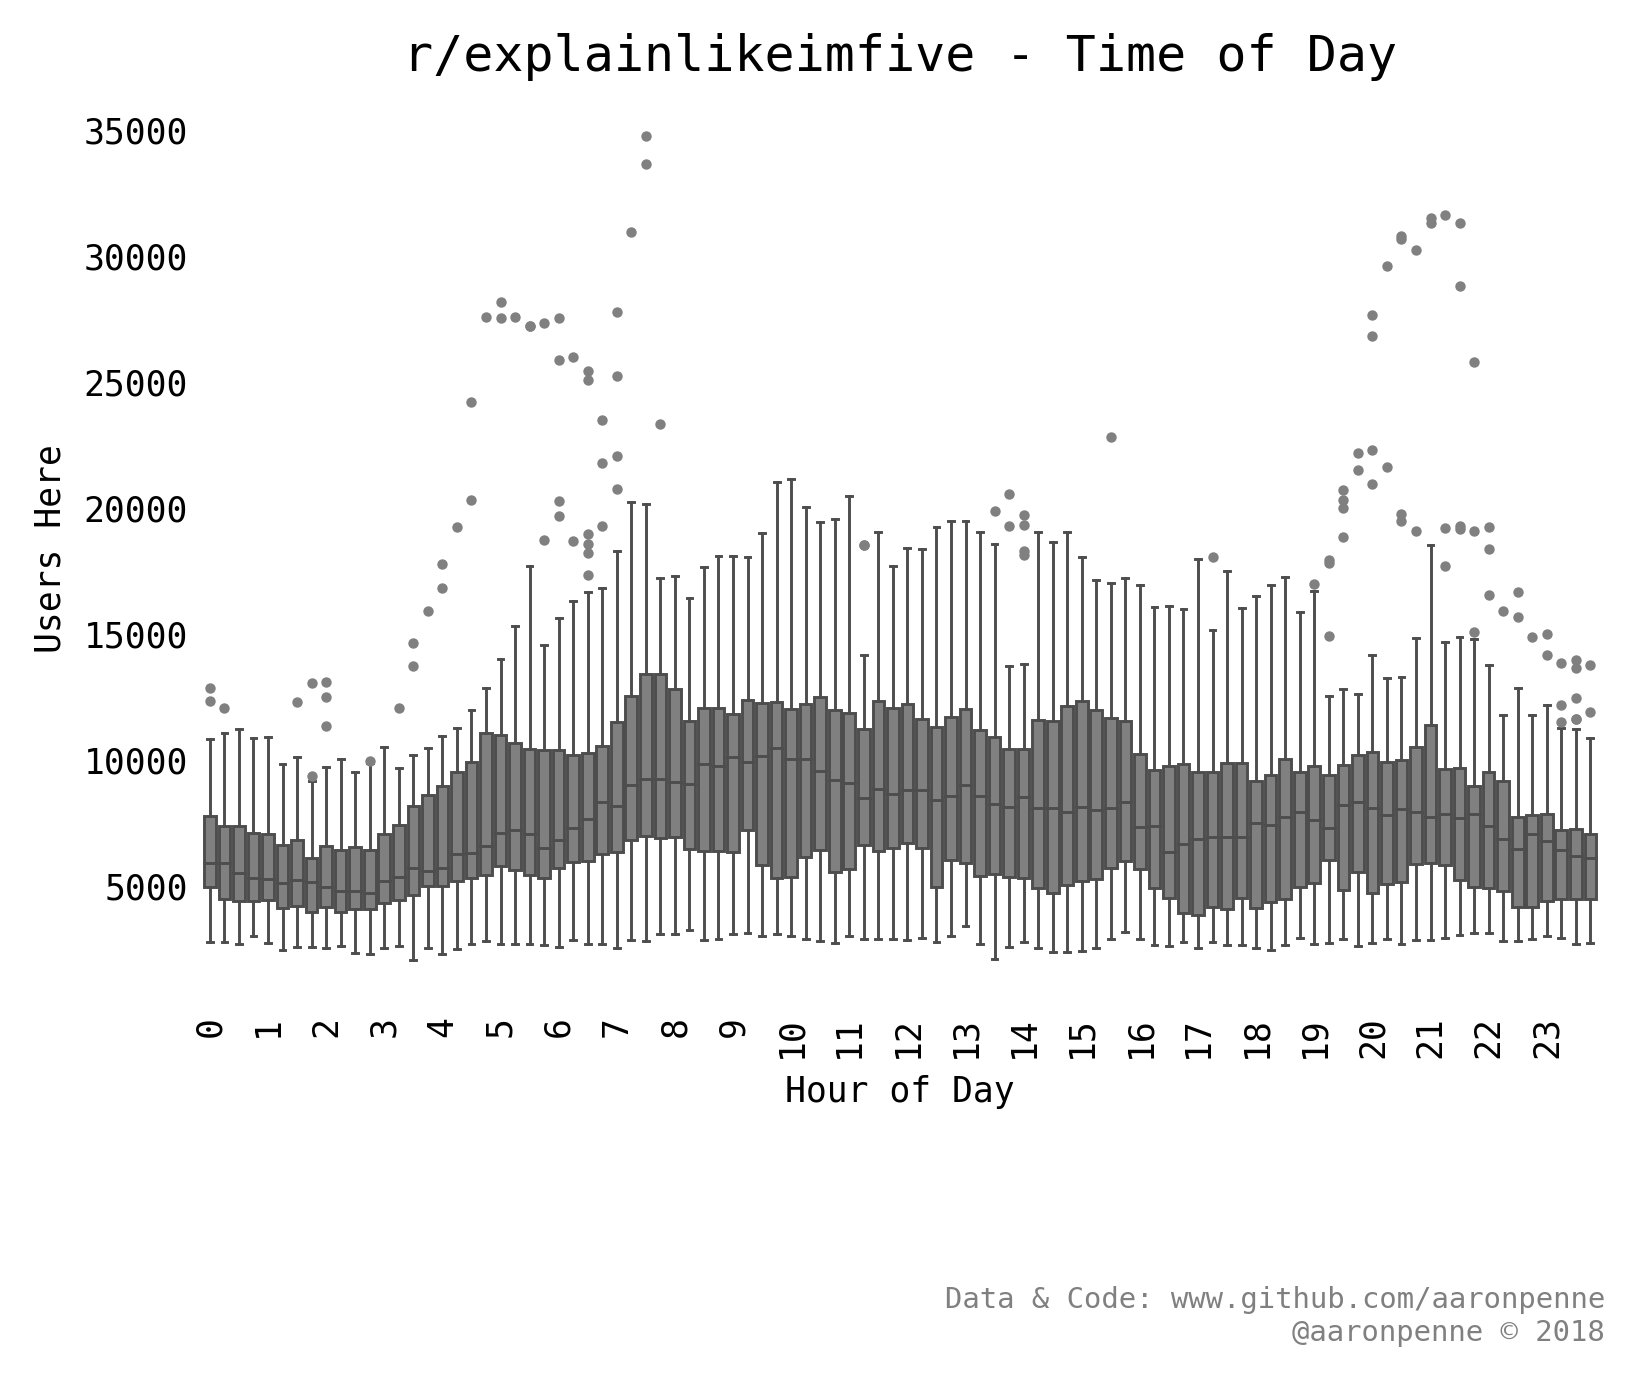 r/explainlikeimfive - Time of Day
35000
30000
25000
20000
15000
10000
5000
Users Here
0 1 2 3 4 5 6 7 8 9 10 11 12 13 14 15 16 17 18 19 20 21 22 23
Hour of Day
Data & Code: www.github.com/aaronpenne
@aaronpenne © 2018